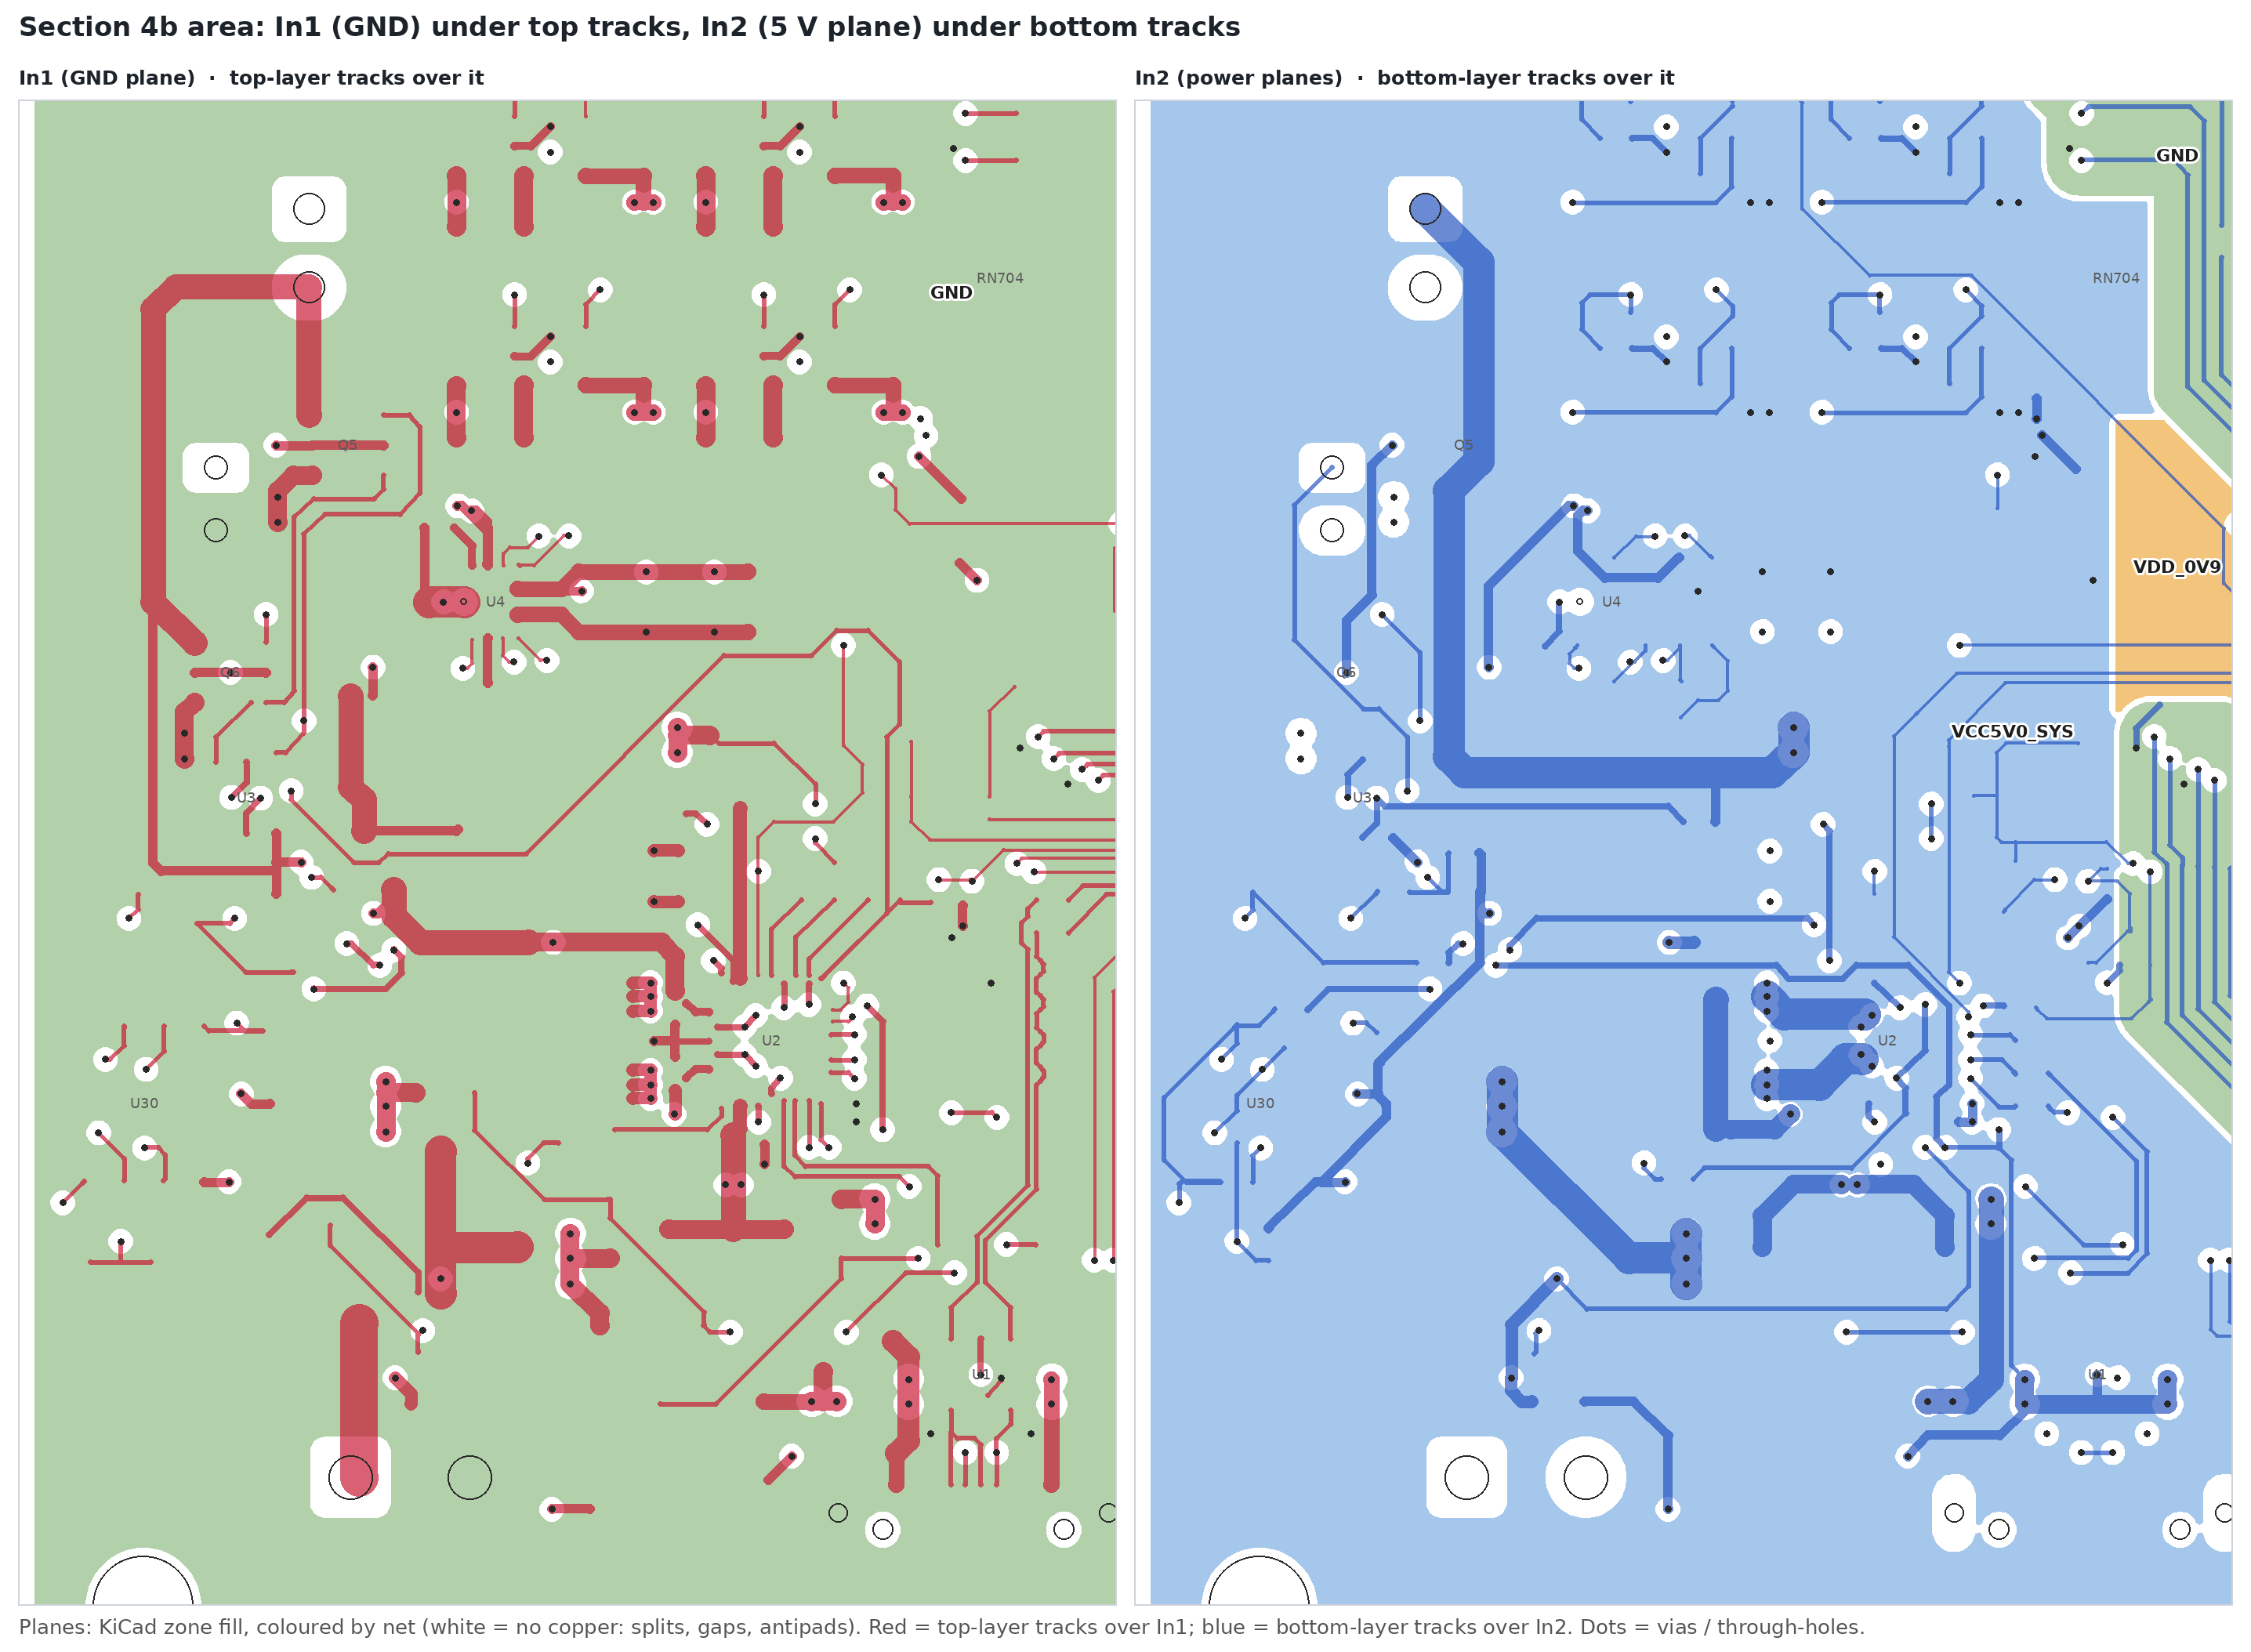 Section 4b area: In1 (GND) under top tracks, In2 (5 V plane) under bottom tracks
In1 (GND plane)  ·  top-layer tracks over it
In2 (power planes)  ·  bottom-layer tracks over it
RN704
GND
Q5
U4
Q6
U3
U2
U30
U1
GND
RN704
Q5
VDD_0V9
U4
Q6
VCC5V0_SYS
U3
U2
U30
U1
Planes: KiCad zone fill, coloured by net (white = no copper: splits, gaps, antipads). Red = top-layer tracks over In1; blue = bottom-layer tracks over In2. Dots = vias / through-holes.